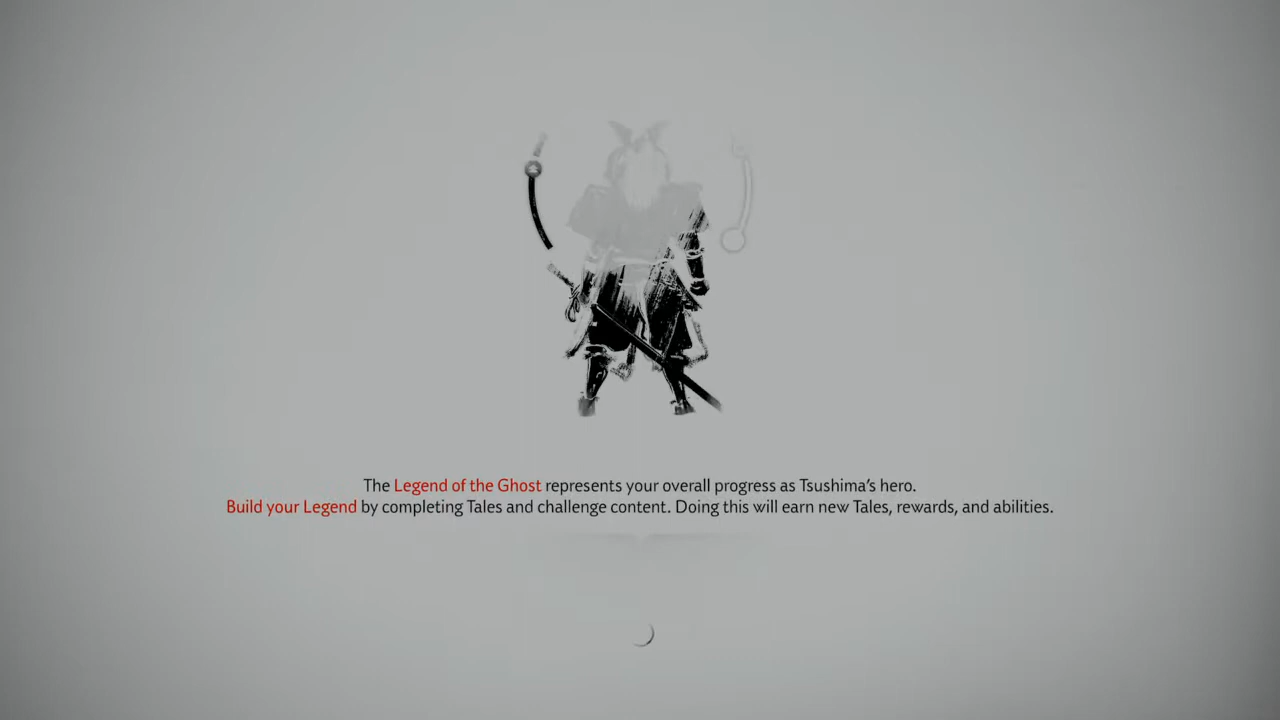 The Legend of the Ghost represents your overall progress as Tsushima's hero.
Build your Legend by completing Tales and challenge content. Doing this will earn new Tales, rewards, and abilities.